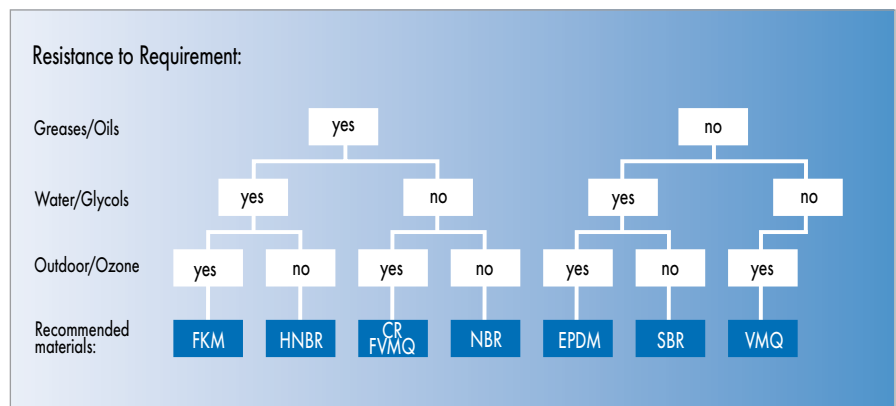 Resistance to Requirement:
Greases/Oils
yes
no
Water/Glycols
yes
no
yes
no
Outdoor/Ozone
yes
no
yes
no
yes
no
yes
Recommended
materials:
FKM
HNBR
CR
FVMQ
NBR
EPDM
SBR
VMQ